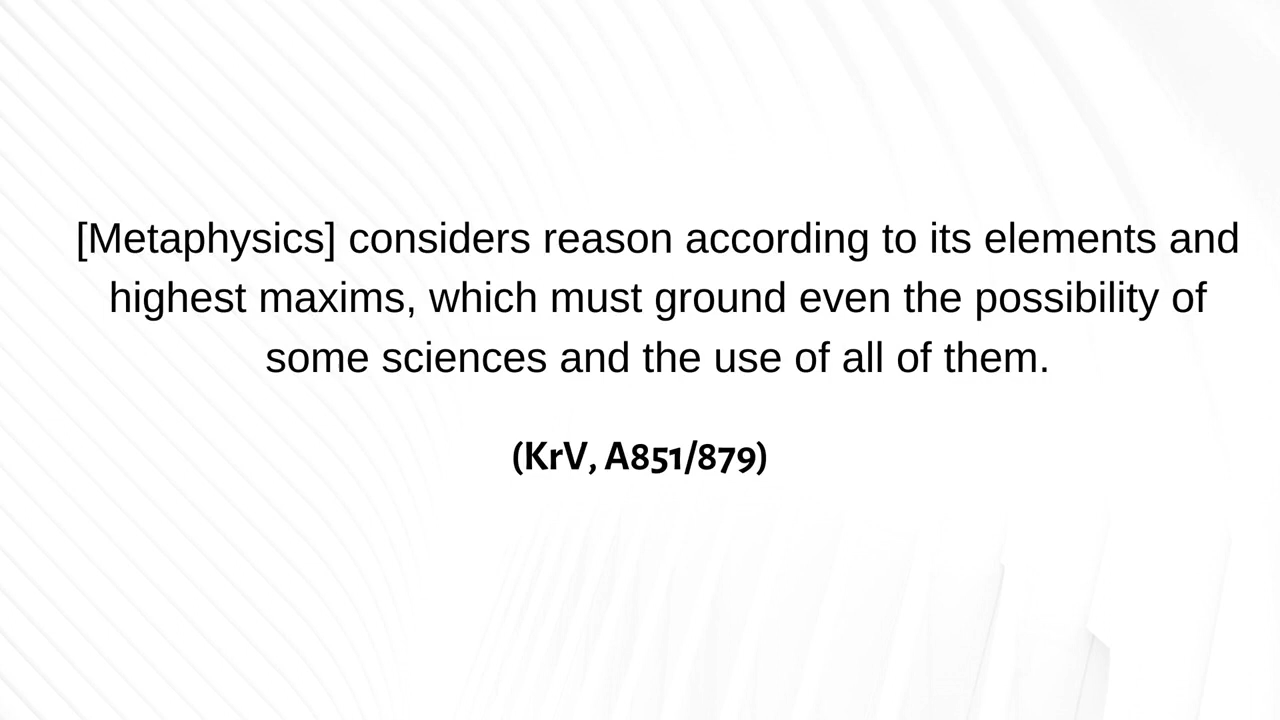 [Metaphysics] considers reason according to its elements and
highest maxims, which must ground even the possibility of
some sciences and the use of all of them.
(KrV, A851/879)